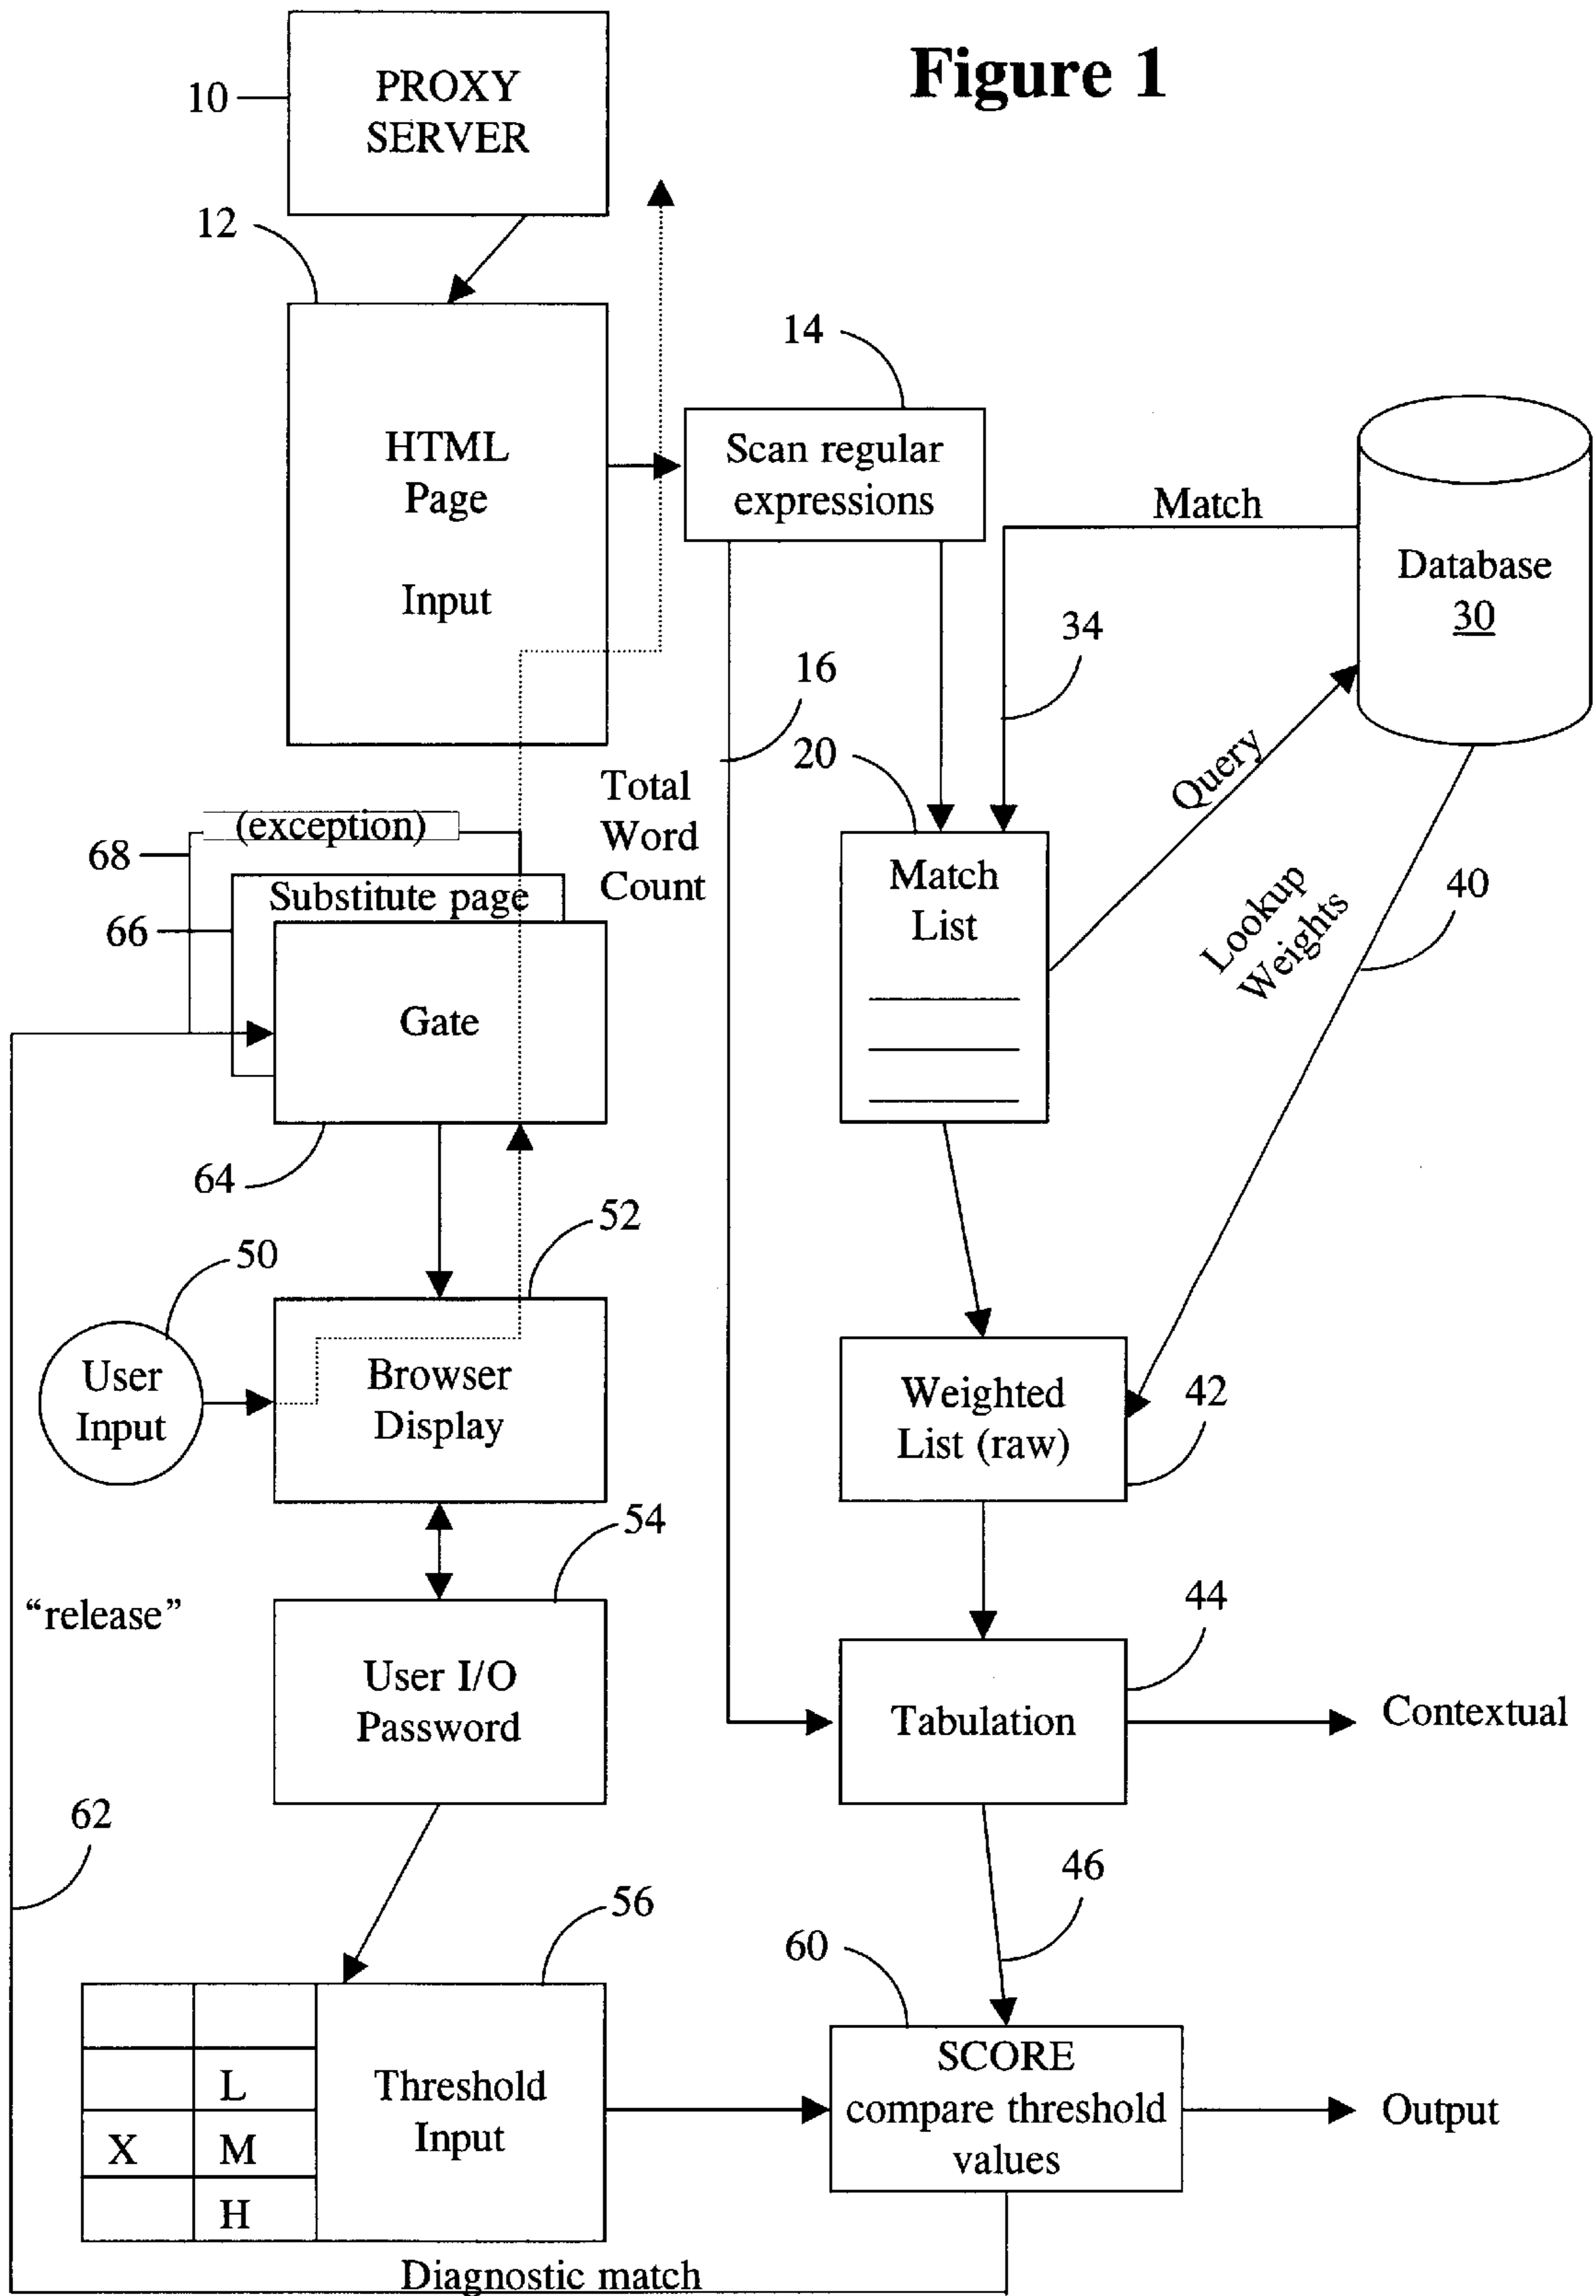 Figure 1
10
PROXY
SERVER
12
HTML
Page
Input
14
Scan regular
expressions
Match
Database
30
34
16
20
Query
Total
Word
Count
(exception)
68
Substitute page
66
Gate
64
Match
List
Lookup
Weights
40
52
50
User
Input
Browser
Display
Weighted
List (raw)
42
54
“release”
User I/O
Password
44
Tabulation
Contextual
62
46
56
60
L
X M
H
Threshold
Input
SCORE
compare threshold
values
Output
Diagnostic match